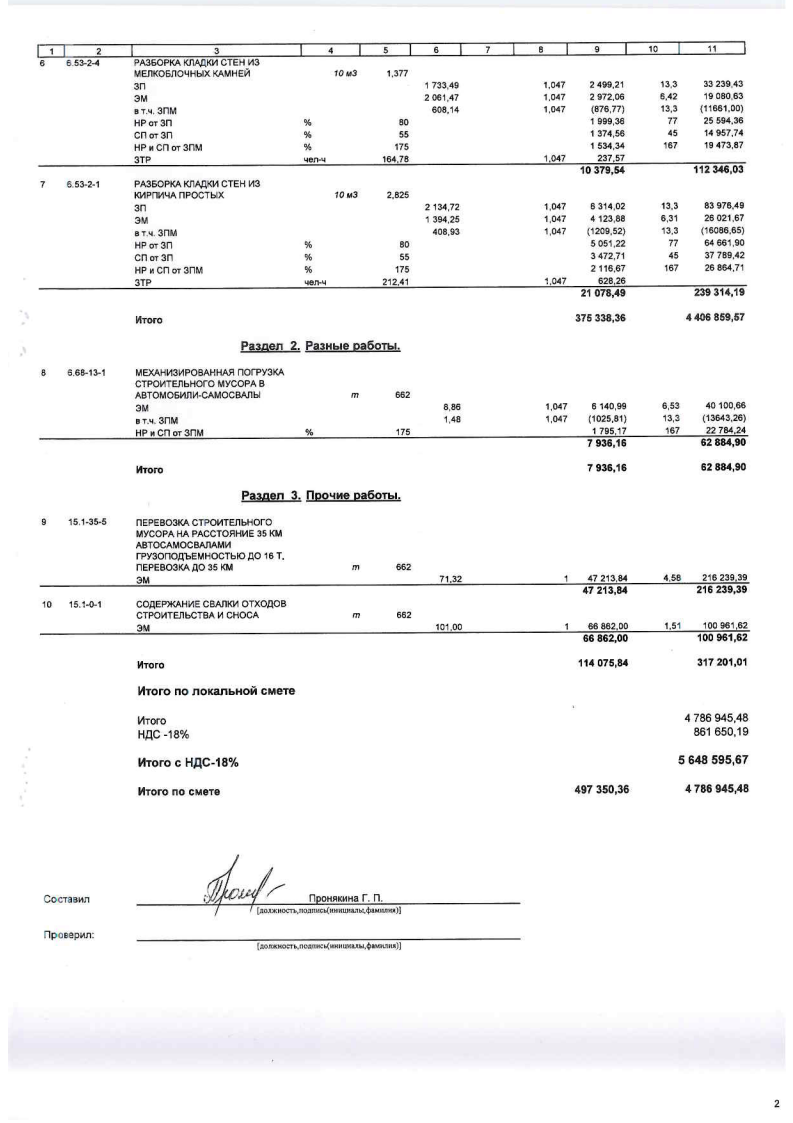 1 2 3 4 5 6 7 8 9 10 11
6 6.53-2-4 РАЗБОРКА КЛАДКИ СТЕН ИЗ
МЕЛКОБЛОЧНЫХ КАМНЕЙ 10 м3 1,377
ЗП 1 733,49 1,047 2 499,21 13,3 33 239,43
ЭМ 2 061,47 1,047 2 972,06 6,42 19 080,63
в т.ч. ЗПМ 608,14 1,047 (876,77) 13,3 (11661,00)
НР от ЗП % 80 1 999,36 77 25 594,36
СП от ЗП % 55 1 374,56 45 14 957,74
НР и СП от ЗПМ % 175 1 534,34 167 19 473,87
ЗТР чел-ч 164,78 1,047 237,57
10 379,54 112 346,03
7 6.53-2-1 РАЗБОРКА КЛАДКИ СТЕН ИЗ
КИРПИЧА ПРОСТЫХ 10 м3 2,825
ЗП 2 134,72 1,047 6 314,02 13,3 83 976,49
ЭМ 1 394,25 1,047 4 123,88 6,31 26 021,67
в т.ч. ЗПМ 408,93 1,047 (1209,52) 13,3 (16086,65)
НР от ЗП % 80 5 051,22 77 64 661,90
СП от ЗП % 55 3 472,71 45 37 789,42
НР и СП от ЗПМ % 175 2 116,67 167 26 864,71
ЗТР чел-ч 212,41 1,047 628,26
21 078,49 239 314,19
Итого 375 338,36 4 406 859,57
Раздел 2. Разные работы.
8 6.68-13-1 МЕХАНИЗИРОВАННАЯ ПОГРУЗКА
СТРОИТЕЛЬНОГО МУСОРА В
АВТОМОБИЛИ-САМОСВАЛЫ т 662
ЭМ 8,86 1,047 6 140,99 6,53 40 100,66
в т.ч. ЗПМ 1,48 1,047 (1025,81) 13,3 (13643,26)
НР и СП от ЗПМ % 175 1 795,17 167 22 784,24
7 936,16 62 884,90
Итого 7 936,16 62 884,90
Раздел 3. Прочие работы.
9 15.1-35-5 ПЕРЕВОЗКА СТРОИТЕЛЬНОГО
МУСОРА НА РАССТОЯНИЕ 35 КМ
АВТОСАМОСВАЛАМИ
ГРУЗОПОДЪЕМНОСТЬЮ ДО 16 Т,
ПЕРЕВОЗКА ДО 35 КМ т 662
ЭМ 71,32 1 47 213,84 4,58 216 239,39
47 213,84 216 239,39
10 15.1-0-1 СОДЕРЖАНИЕ СВАЛКИ ОТХОДОВ
СТРОИТЕЛЬСТВА И СНОСА т 662
ЭМ 101,00 1 66 862,00 1,51 100 961,62
66 862,00 100 961,62
Итого 114 075,84 317 201,01
Итого по локальной смете
Итого 4 786 945,48
НДС -18% 861 650,19
Итого с НДС-18% 5 648 595,67
Итого по смете 497 350,36 4 786 945,48
Составил Пронякина Г. П.
[должность,подпись(инициалы,фамилия)]
Проверил:
[должность,подпись(инициалы,фамилия)]
2